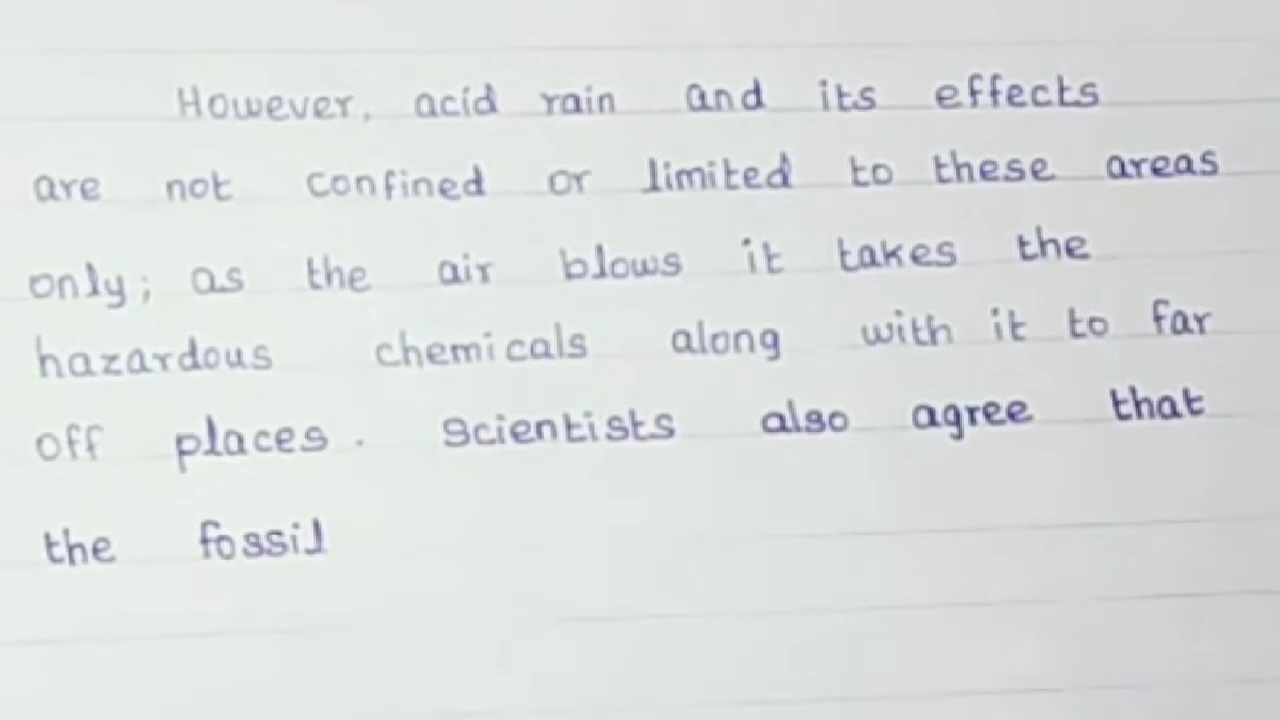 However, acid rain and its effects
are not confined or limited to these areas
only; as the air blows it takes the
hazardous chemicals along with it to far
off places. Scientists also agree that
the fossil